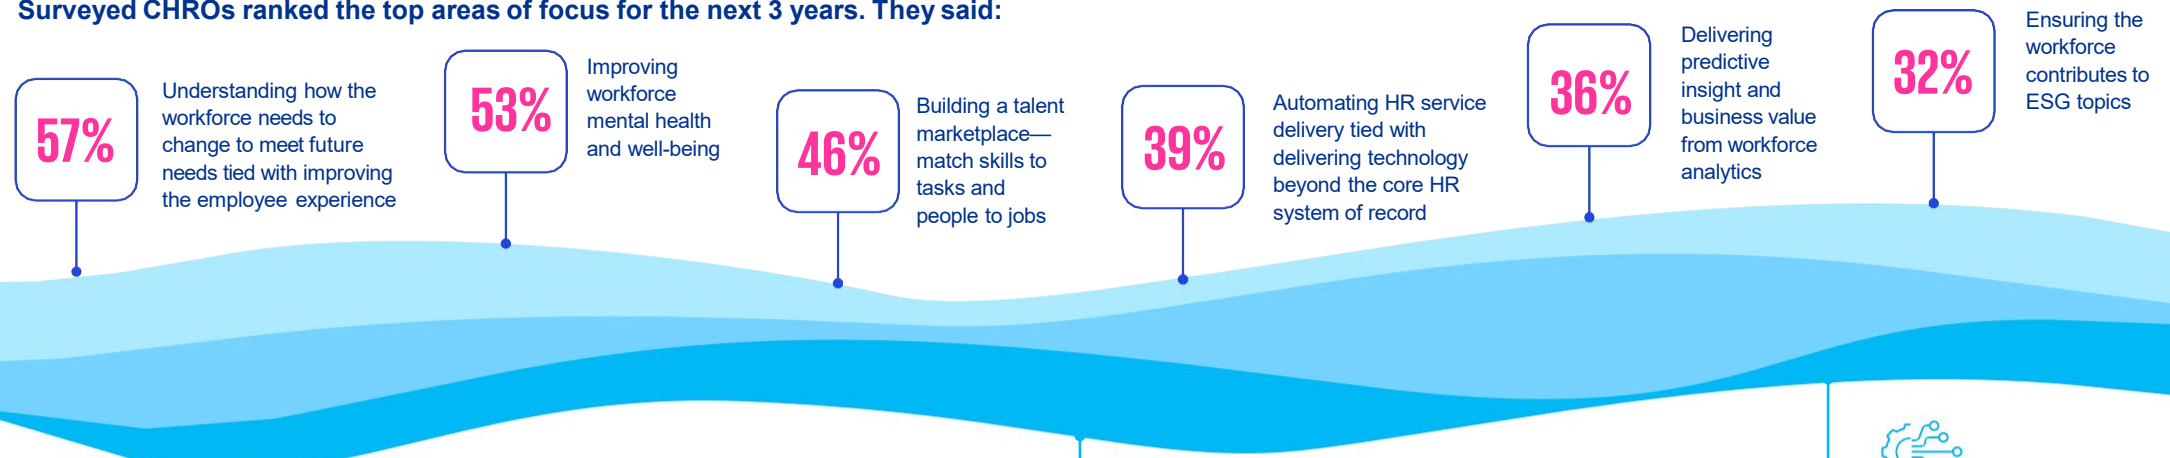 Surveyed CHROs ranked the top areas of focus for the next 3 years. They said:
57%
Understanding how the
workforce needs to
change to meet future
needs tied with improving
the employee experience
53%
Improving
workforce
mental health
and well-being
46%
Building a talent
marketplace—
match skills to
tasks and
people to jobs
39%
Automating HR service
delivery tied with
delivering technology
beyond the core HR
system of record
36%
Delivering
predictive
insight and
business value
from workforce
analytics
32%
Ensuring the
workforce
contributes to
ESG topics